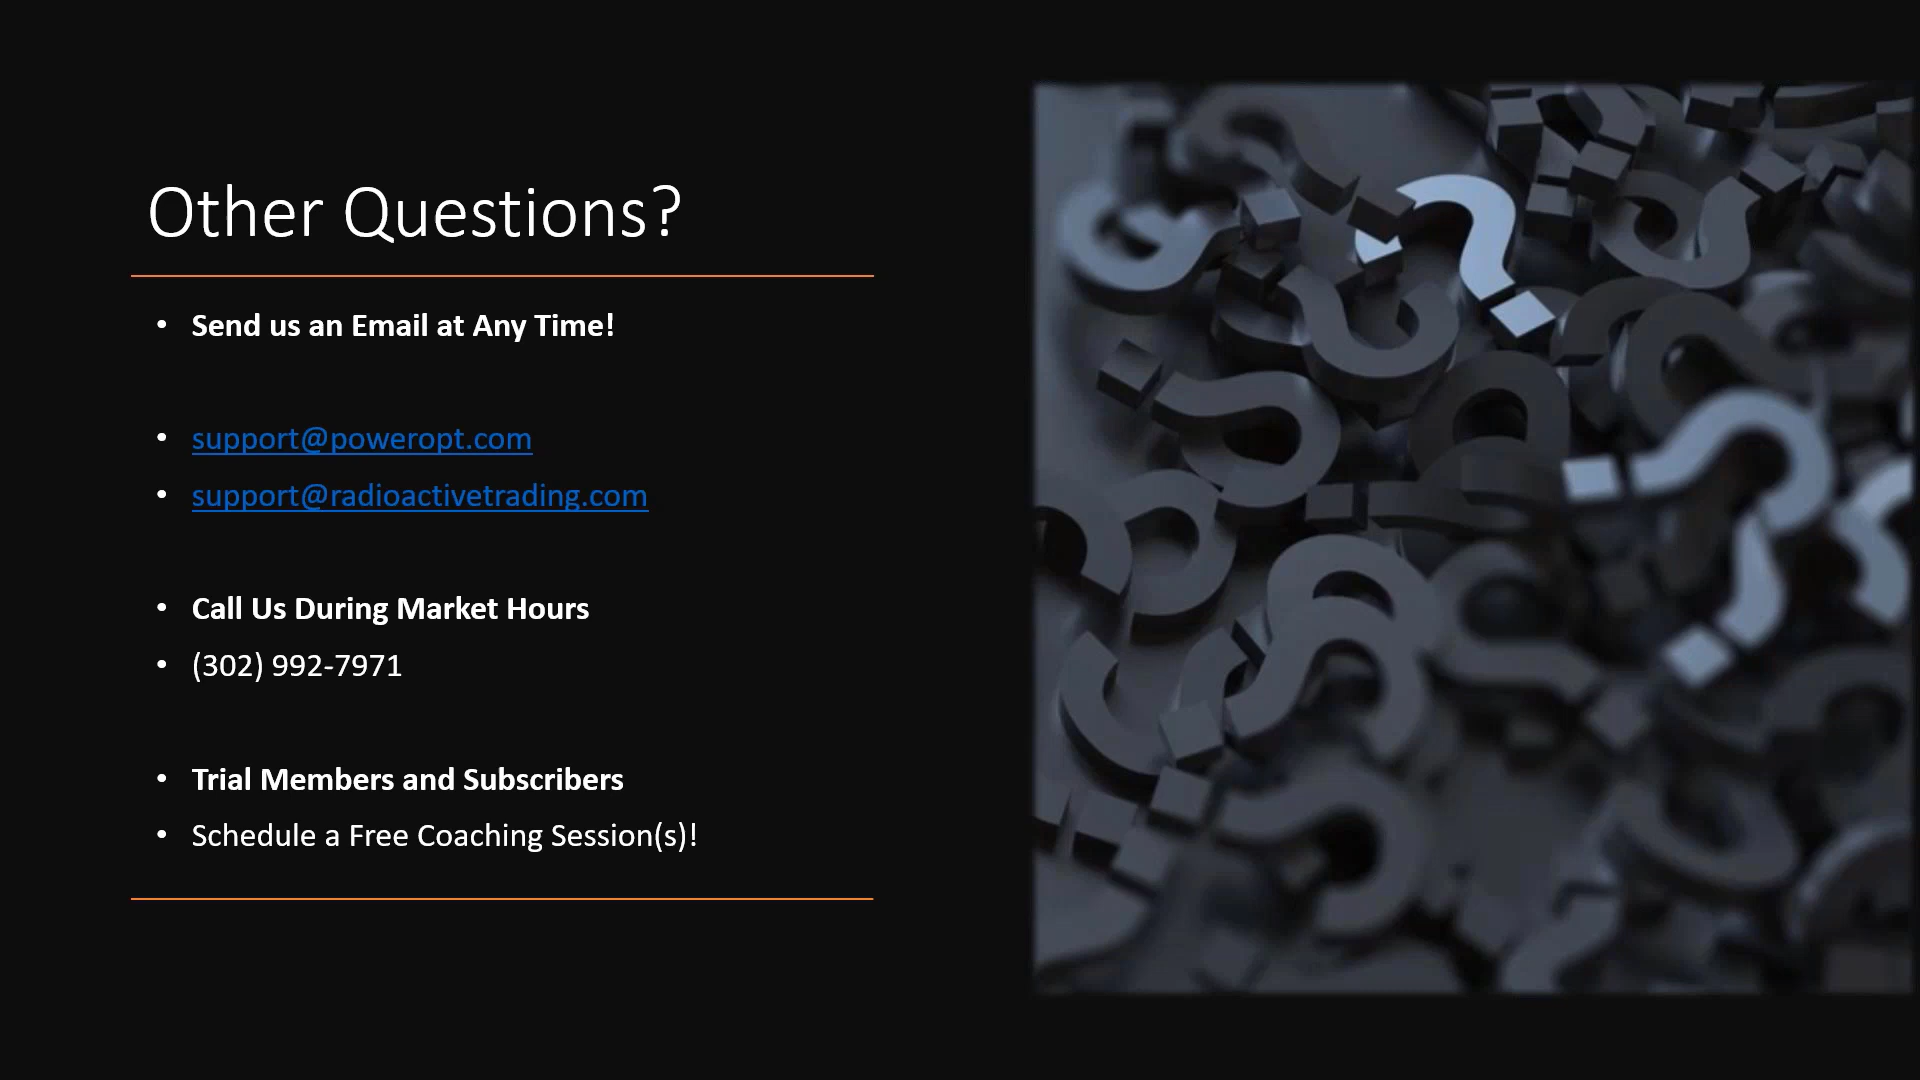 Other Questions?
• Send us an Email at Any Time!
• support@poweropt.com
• support@radioactivetrading.com
• Call Us During Market Hours
• (302) 992-7971
• Trial Members and Subscribers
• Schedule a Free Coaching Session(s)!